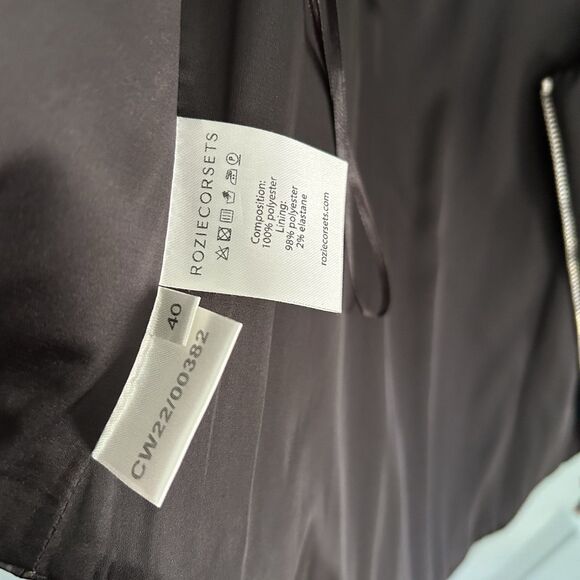 ROZIECORSETS
Composition:
100% polyester
Lining:
98% polyester
2% elastane
roziecorsets.com
40
CW22/00382